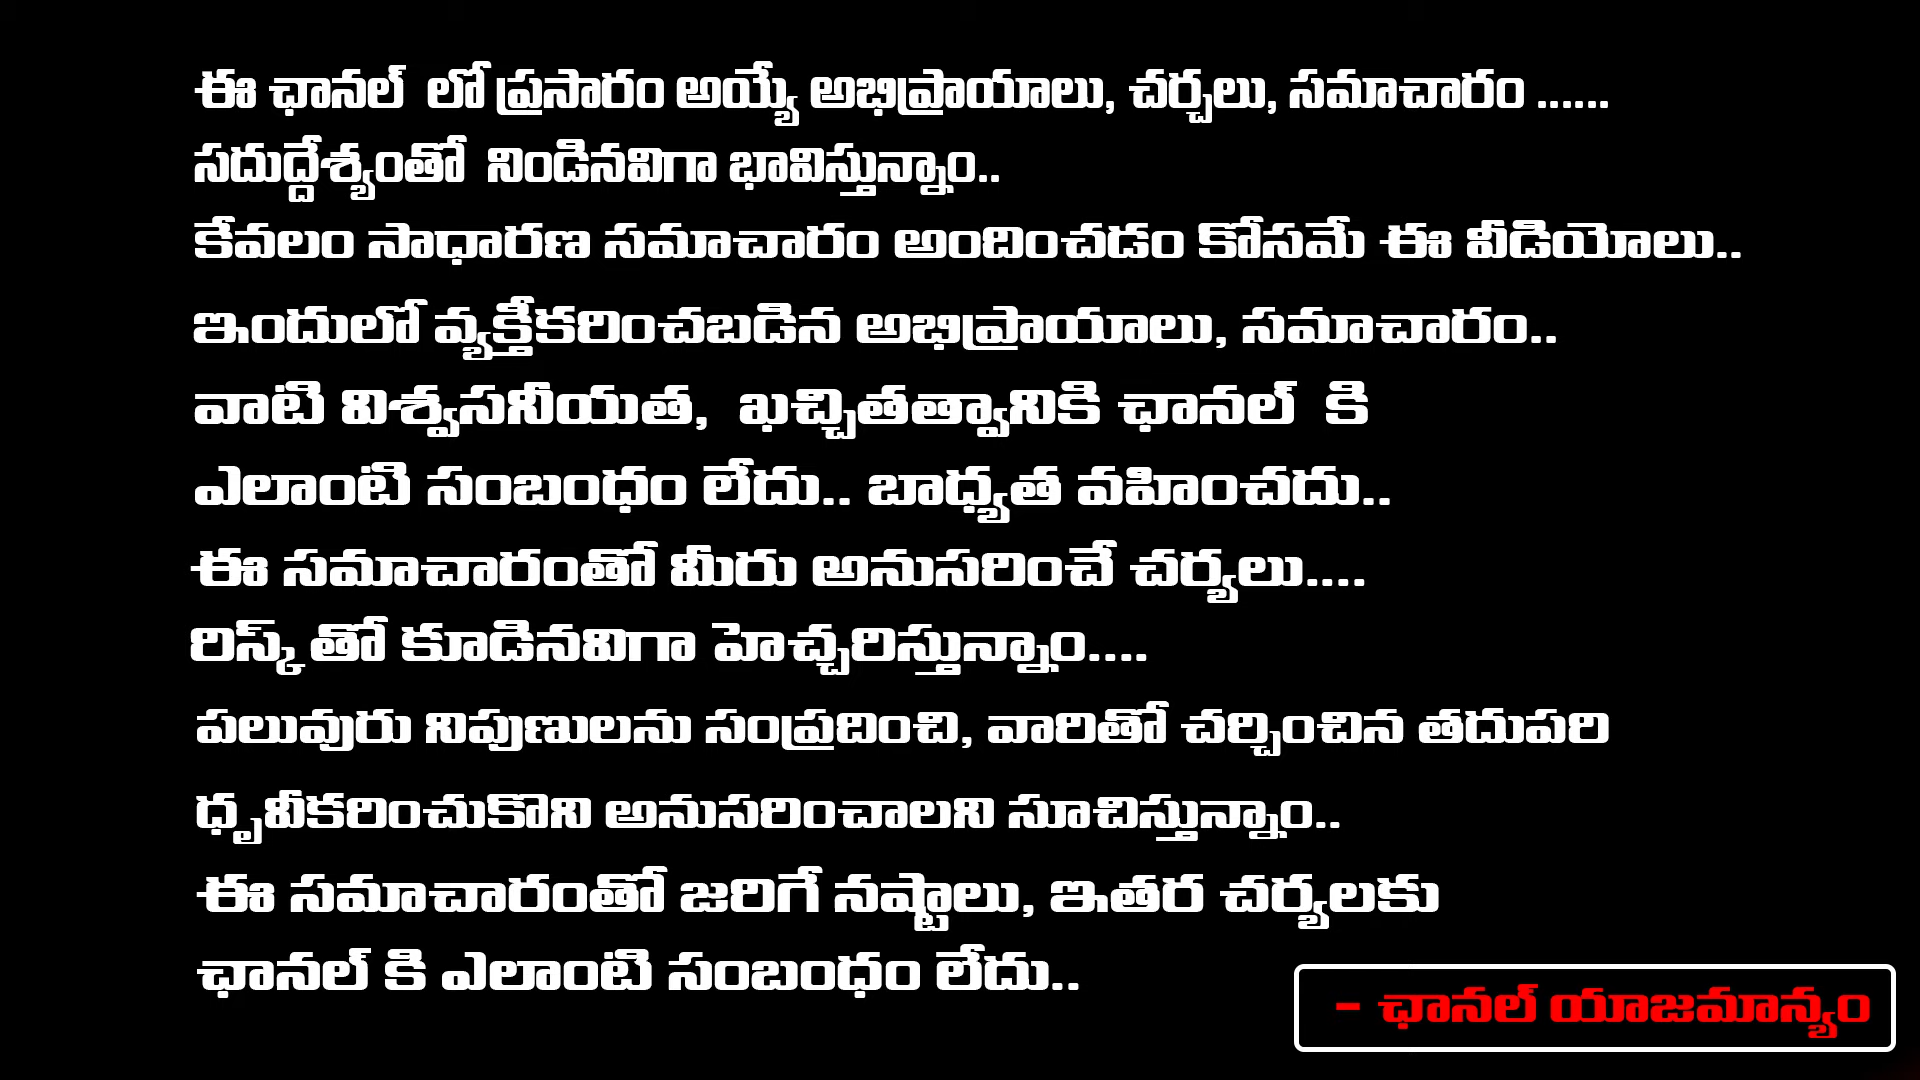 ఈ ఛానల్ లో ప్రసారం అయ్యే అభిప్రాయాలు, చర్చలు, సమాచారం ......
సదుద్దేశ్యంతో నిండినవిగా భావిస్తున్నాం..
కేవలం సాధారణ సమాచారం అందించడం కోసమే ఈ వీడియోలు..
ఇందులో వ్యక్తీకరించబడిన అభిప్రాయాలు, సమాచారం..
వాటి విశ్వసనీయత, ఖచ్చితత్వానికి ఛానల్ కి
ఎలాంటి సంబంధం లేదు.. బాధ్యత వహించదు..
ఈ సమాచారంతో మీరు అనుసరించే చర్యలు....
రిస్క్ తో కూడినవిగా హెచ్చరిస్తున్నాం....
పలువురు నిపుణులను సంప్రదించి, వారితో చర్చించిన తదుపరి
ధృవీకరించుకొని అనుసరించాలని సూచిస్తున్నాం..
ఈ సమాచారంతో జరిగే నష్టాలు, ఇతర చర్యలకు
ఛానల్ కి ఎలాంటి సంబంధం లేదు..
- ఛానల్ యాజమాన్యం